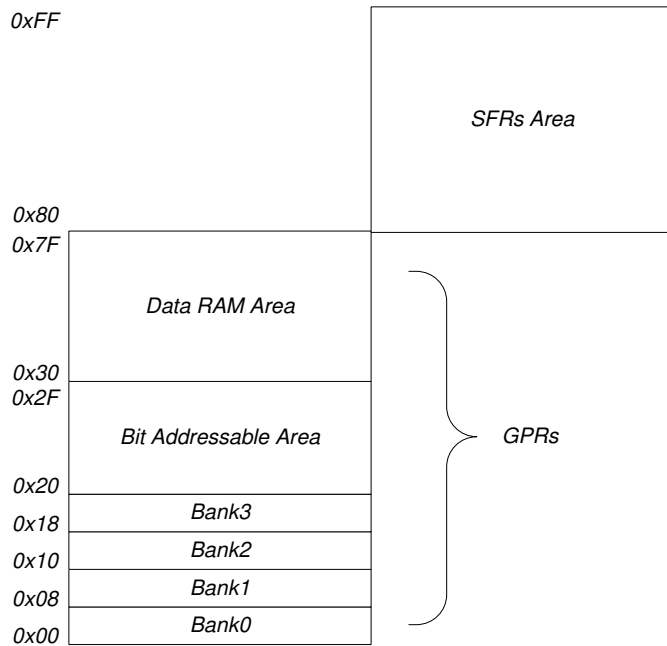 0xFF
SFRs Area
0x80
0x7F
Data RAM Area
0x30
0x2F
Bit Addressable Area
GPRs
0x20
Bank3
0x18
Bank2
0x10
Bank1
0x08
Bank0
0x00